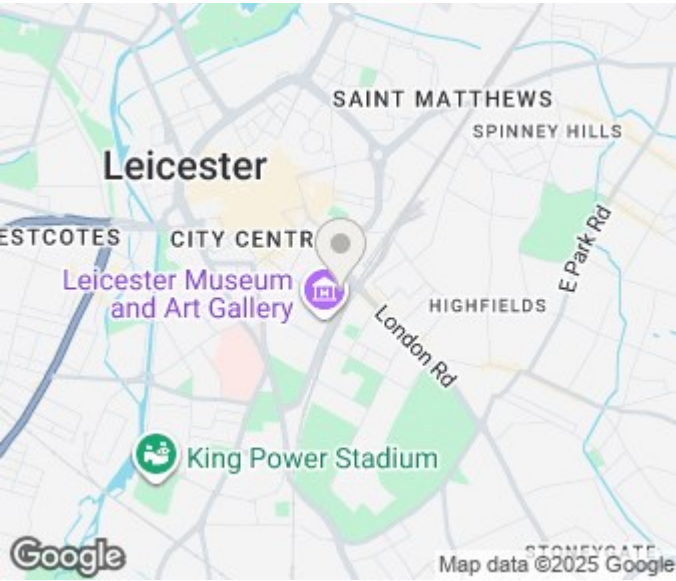 SAINT MATTHEWS
SPINNEY HILLS
Leicester
E Park Rd
ESTCOTES
CITY CENTR
Leicester Museum
and Art Gallery
HIGHFIELDS
London Rd
King Power Stadium
STONEYGATE
Google
Map data ©2025 Google